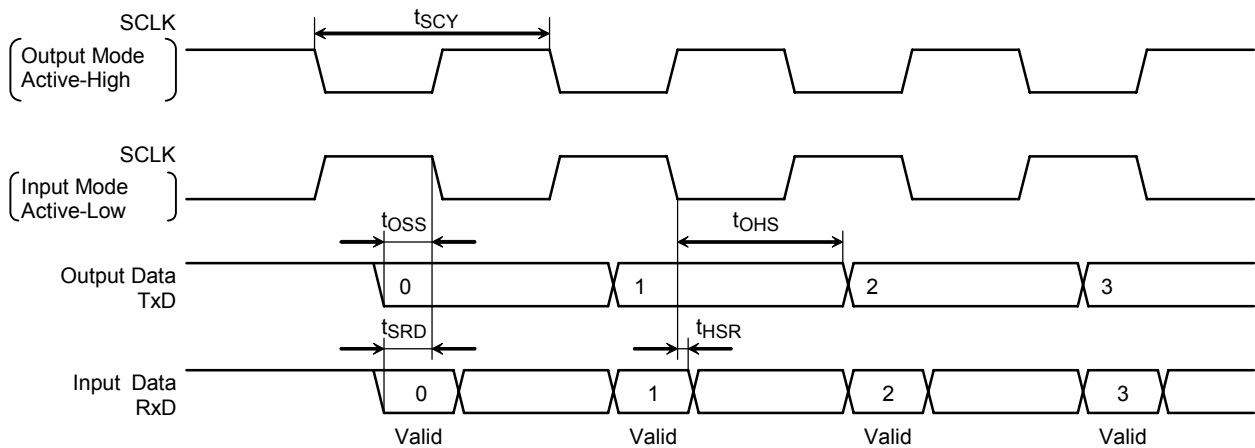 SCLK
tSCY
Output Mode
Active-High
SCLK
Input Mode
Active-Low
tOSS
tOHS
Output Data
TxD
0 1 2 3
tSRD
tHSR
Input Data
RxD
0 1 2 3
Valid Valid Valid Valid